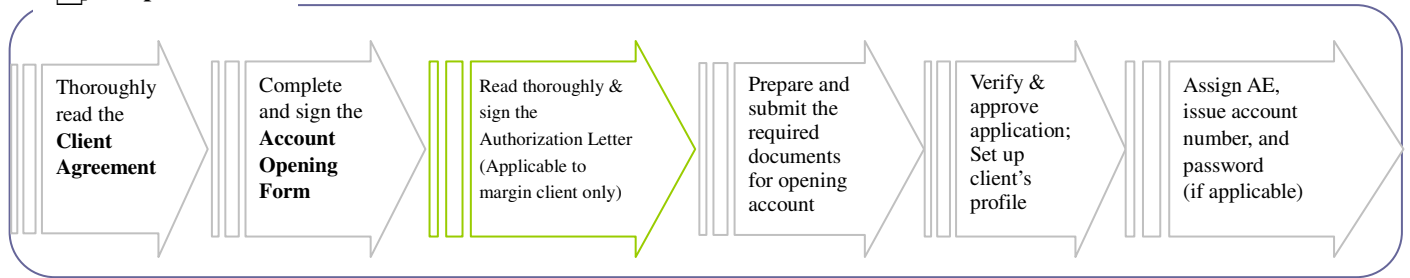 Thoroughly
read the
Client
Agreement
Complete
and sign the
Account
Opening
Form
Read thoroughly &
sign the
Authorization Letter
(Applicable to
margin client only)
Prepare and
submit the
required
documents
for opening
account
Verify &
approve
application;
Set up
client's
profile
Assign AE,
issue account
number, and
password
(if applicable)